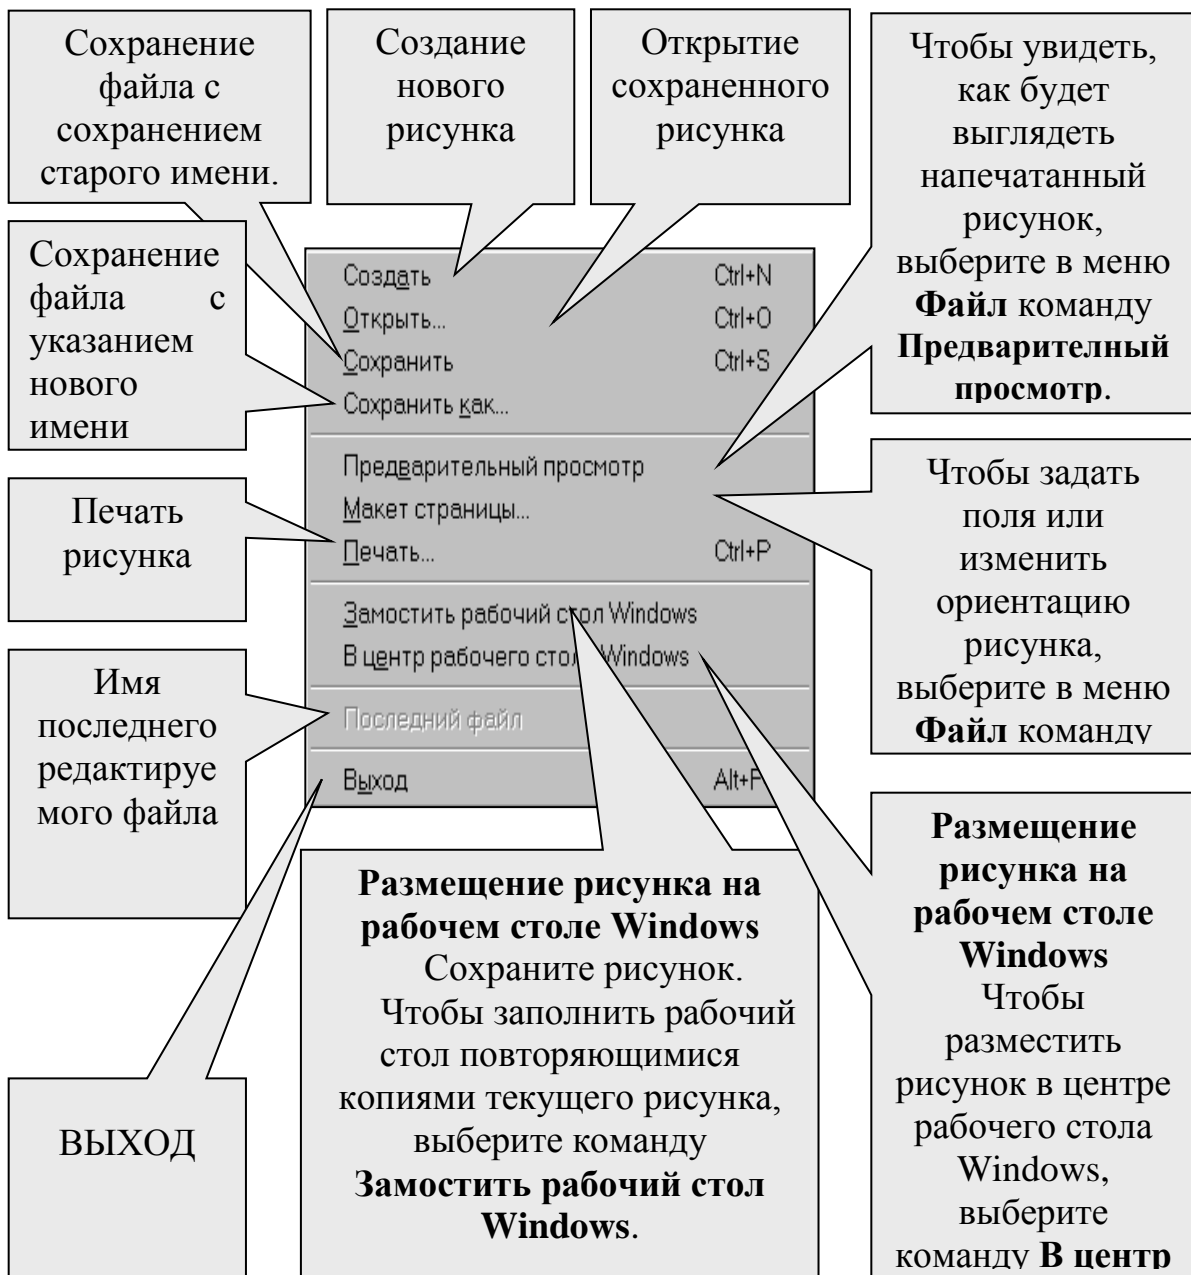 Сохранение
файла с
сохранением
старого имени.
Создание
нового
рисунка
Открытие
сохраненного
рисунка
Чтобы увидеть,
как будет
выглядеть
напечатанный
рисунок,
выберите в меню
Файл команду
Предварителный
просмотр.
Сохранение
файла с
указанием
нового
имени
Создать Ctrl+N
Открыть... Ctrl+O
Сохранить Ctrl+S
Сохранить как...
Предварительный просмотр
Макет страницы...
Печать... Ctrl+P
Замостить рабочий стол Windows
В центр рабочего стола Windows
Последний файл
Выход Alt+F
Печать
рисунка
Чтобы задать
поля или
изменить
ориентацию
рисунка,
выберите в меню
Файл команду
Имя
последнего
редактируе
мого файла
ВЫХОД
Размещение рисунка на
рабочем столе Windows
Сохраните рисунок.
Чтобы заполнить рабочий
стол повторяющимися
копиями текущего рисунка,
выберите команду
Замостить рабочий стол
Windows.
Размещение
рисунка на
рабочем столе
Windows
Чтобы
разместить
рисунок в центре
рабочего стола
Windows,
выберите
команду В центр